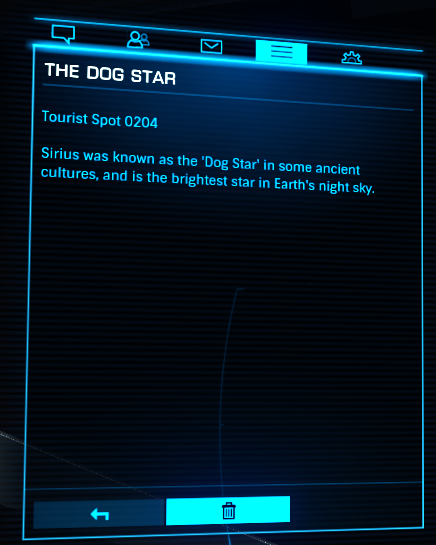 THE DOG STAR
Tourist Spot 0204
Sirius was known as the 'Dog Star' in some ancient
cultures, and is the brightest star in Earth's night sky.